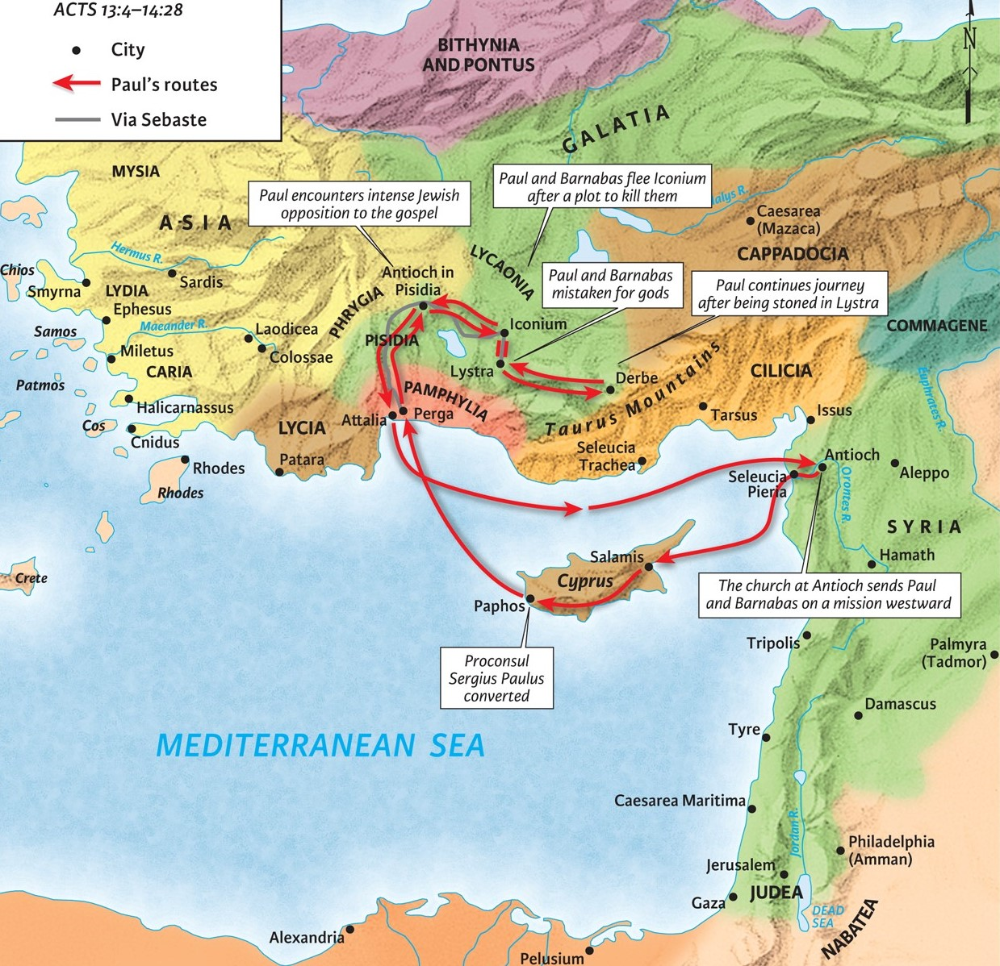 ACTS 13:4–14:28
City
Paul's routes
Via Sebaste
N
BITHYNIA
AND PONTUS
GALATIA
MYSIA
Paul encounters intense Jewish
opposition to the gospel
Paul and Barnabas flee Iconium
after a plot to kill them
ASIA
Caesarea
(Mazaca)
CAPPADOCIA
Hermus R.
LYCAONIA
Chios
Smyrna
LYDIA
Sardis
Antioch in
Pisidia
Paul and Barnabas
mistaken for gods
Paul continues journey
after being stoned in Lystra
Ephesus
PHRYGIA
COMMAGENE
Samos
Maeander R.
Laodicea
Iconium
Miletus
Colossae
PISIDIA
CARIA
Lystra
Derbe
CILICIA
Patmos
Halicarnassus
PAMPHYLIA
Taurus Mountains
Euphrates R.
Cos
LYCIA
Attalia
Perga
Tarsus
Issus
Cnidus
Rhodes
Patara
Seleucia
Trachea
Antioch
Aleppo
Rhodes
Seleucia
Pieria
Orontes R.
SYRIA
Crete
Salamis
Cyprus
Hamath
Paphos
The church at Antioch sends Paul
and Barnabas on a mission westward
Tripolis
Palmyra
(Tadmor)
Proconsul
Sergius Paulus
converted
Damascus
MEDITERRANEAN SEA
Tyre
Caesarea Maritima
Jordan R.
Philadelphia
(Amman)
Jerusalem
JUDEA
Gaza
DEAD
SEA
NABATEA
Alexandria
Pelusium